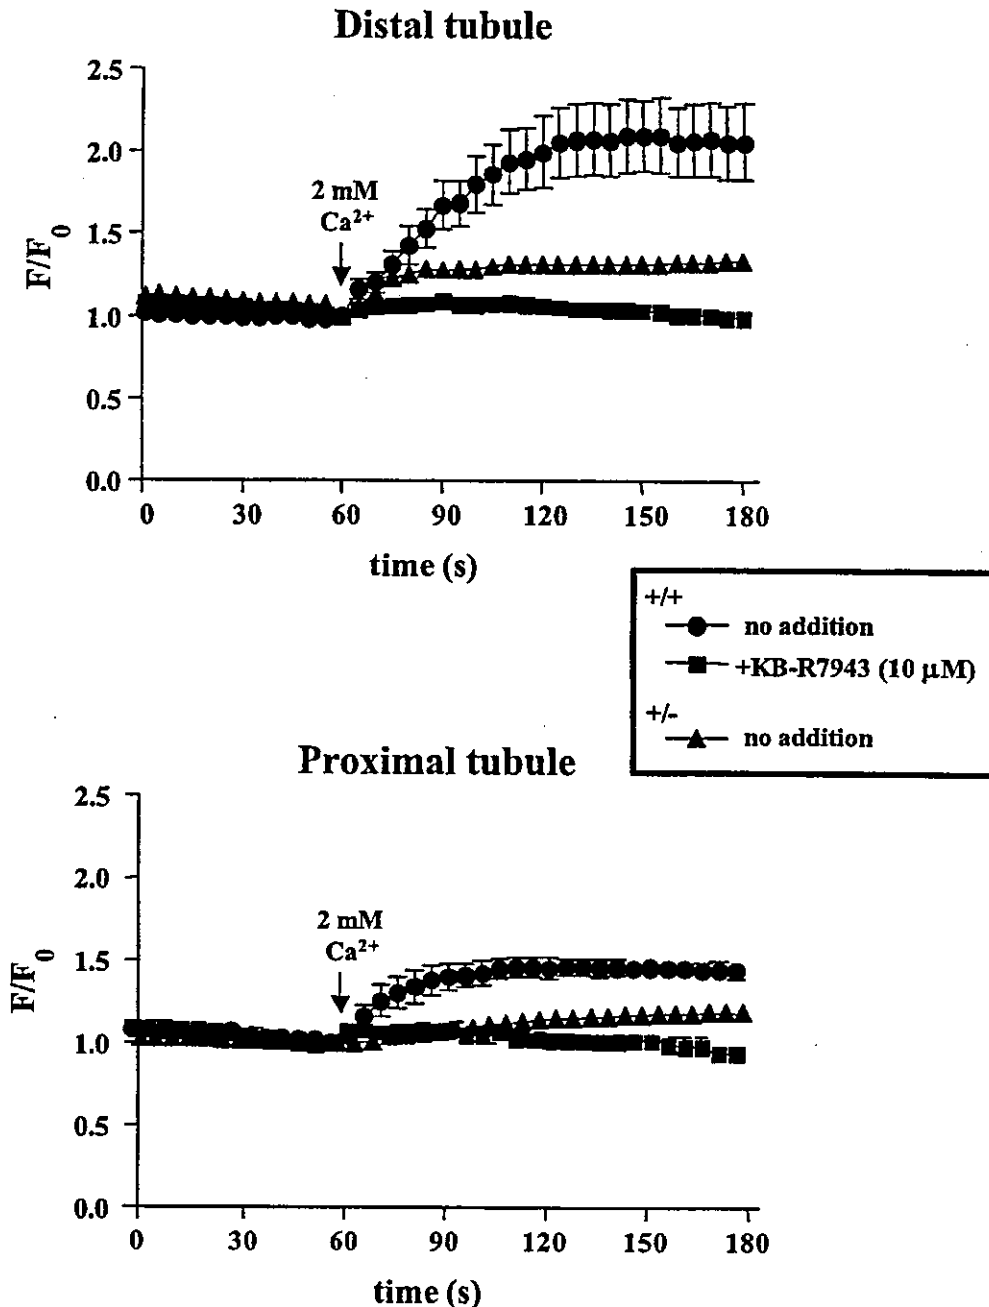 Distal tubule
2.5
2.0
1.5
1.0
0.5
0.0
F/F0
2 mM
Ca²⁺
0 30 60 90 120 150 180
time (s)
+/+
no addition
+KB-R7943 (10 μM)
+/-
no addition
Proximal tubule
2.5
2.0
1.5
1.0
0.5
0.0
F/F0
2 mM
Ca²⁺
0 30 60 90 120 150 180
time (s)